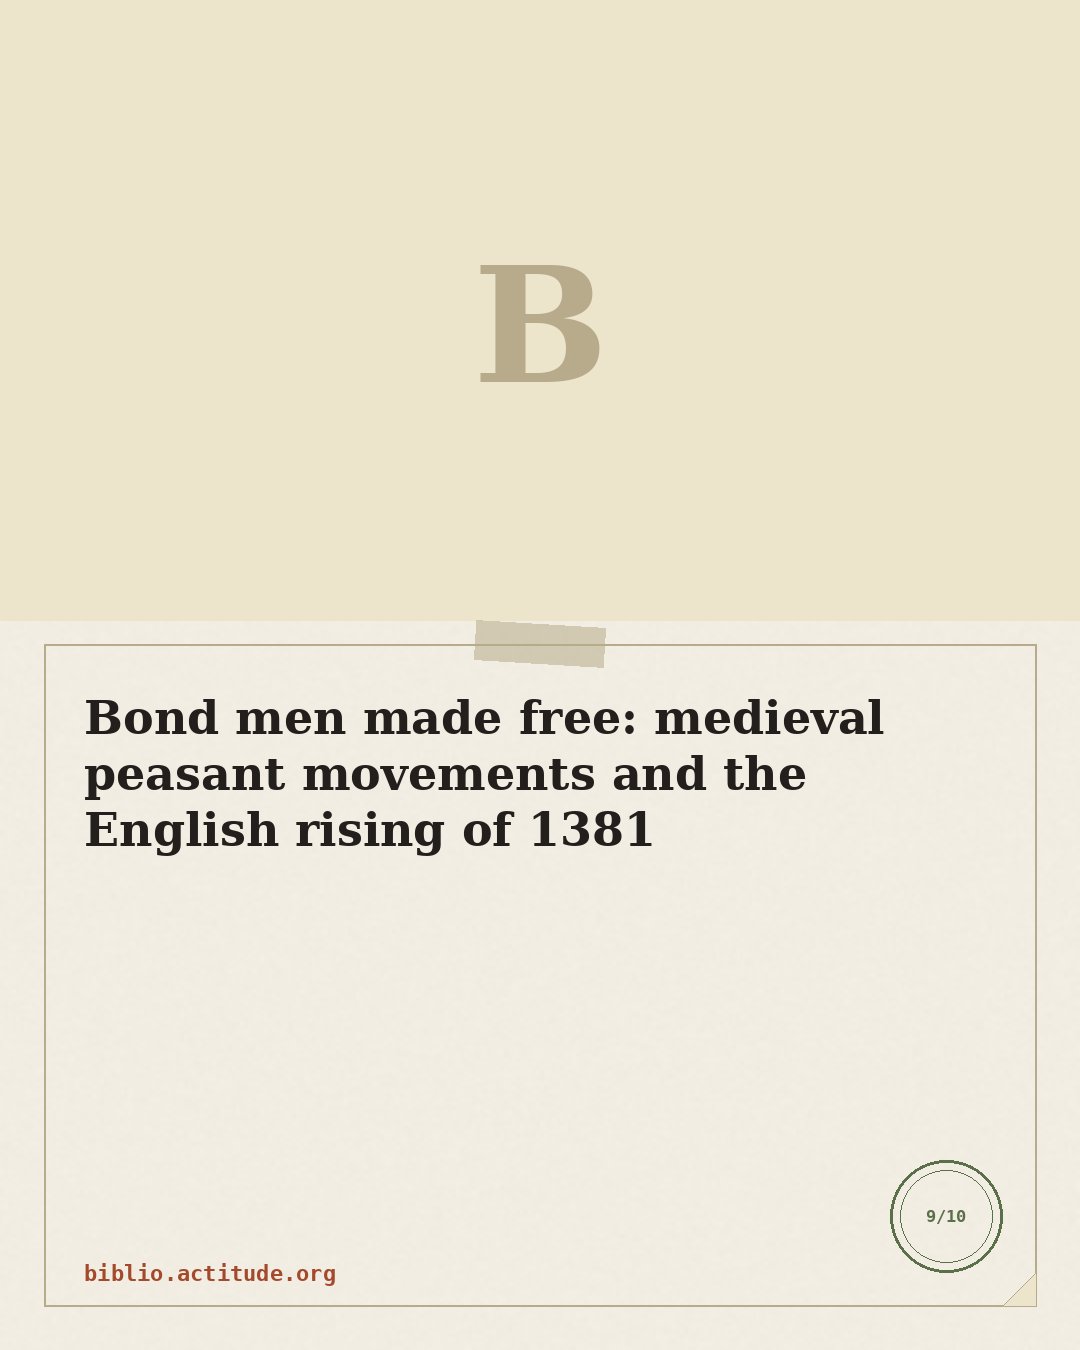 B
Bond men made free: medieval
peasant movements and the
English rising of 1381
9/10
biblio.actitude.org